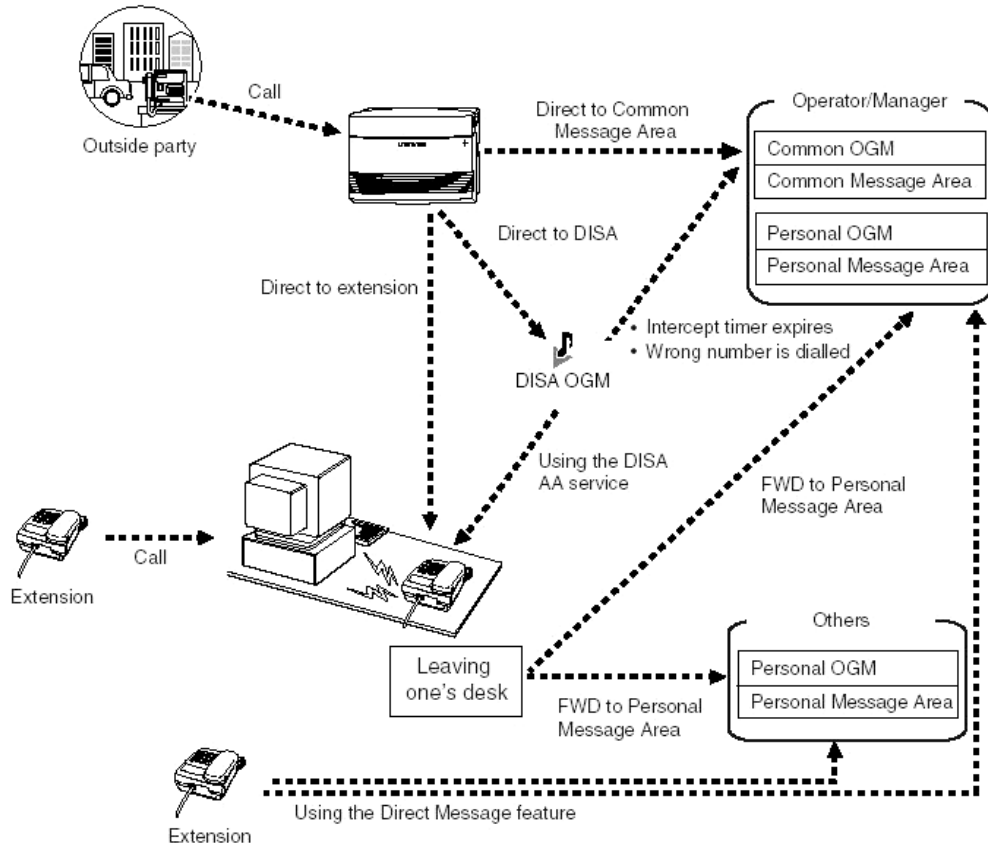 Call
Outside party
Direct to Common
Message Area
Operator/Manager
Common OGM
Common Message Area
Personal OGM
Personal Message Area
Direct to DISA
Direct to extension
• Intercept timer expires
• Wrong number is dialled
DISA OGM
Using the DISA
AA service
FWD to Personal
Message Area
Call
Extension
Leaving
one's desk
FWD to Personal
Message Area
Others
Personal OGM
Personal Message Area
Using the Direct Message feature
Extension